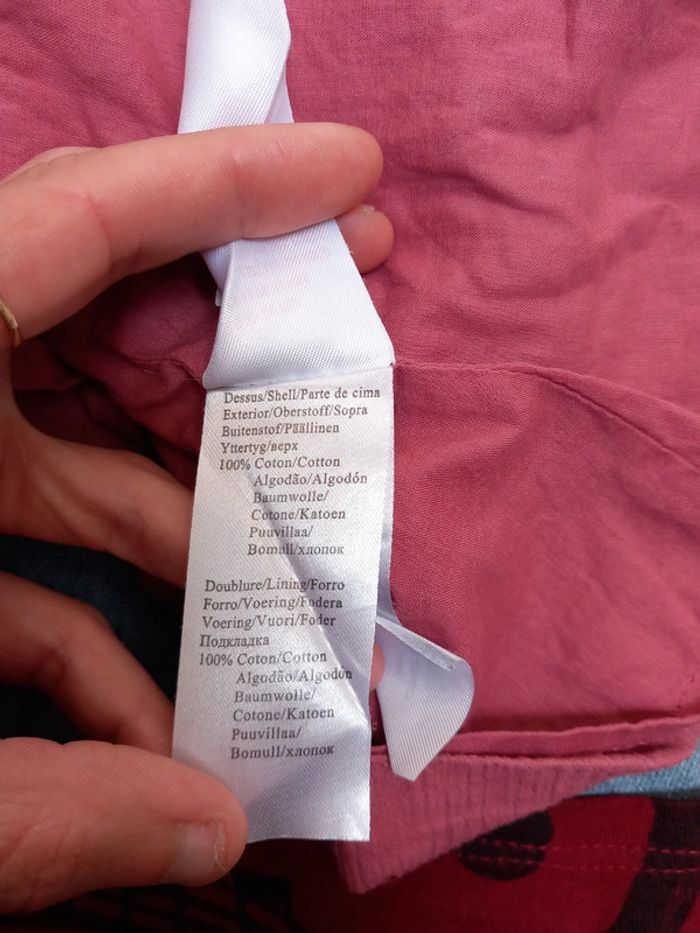 Dessus/Shell/Parte de cima
Exterior/Oberstoff/Sopra
Buitenstof/Päällinen
Yttertyg/верх
100% Coton/Cotton
Algodão/Algodón
Baumwolle/
Cotone/Katoen
Puuvillaa/
Bomull/хлопок
Doublure/Lining/Forro
Forro/Voering/Fodera
Voering/Vuori/Foder
Подкладка
100% Coton/Cotton
Algodão/Algodón
Baumwolle/
Cotone/Katoen
Puuvillaa/
Bomull/хлопок